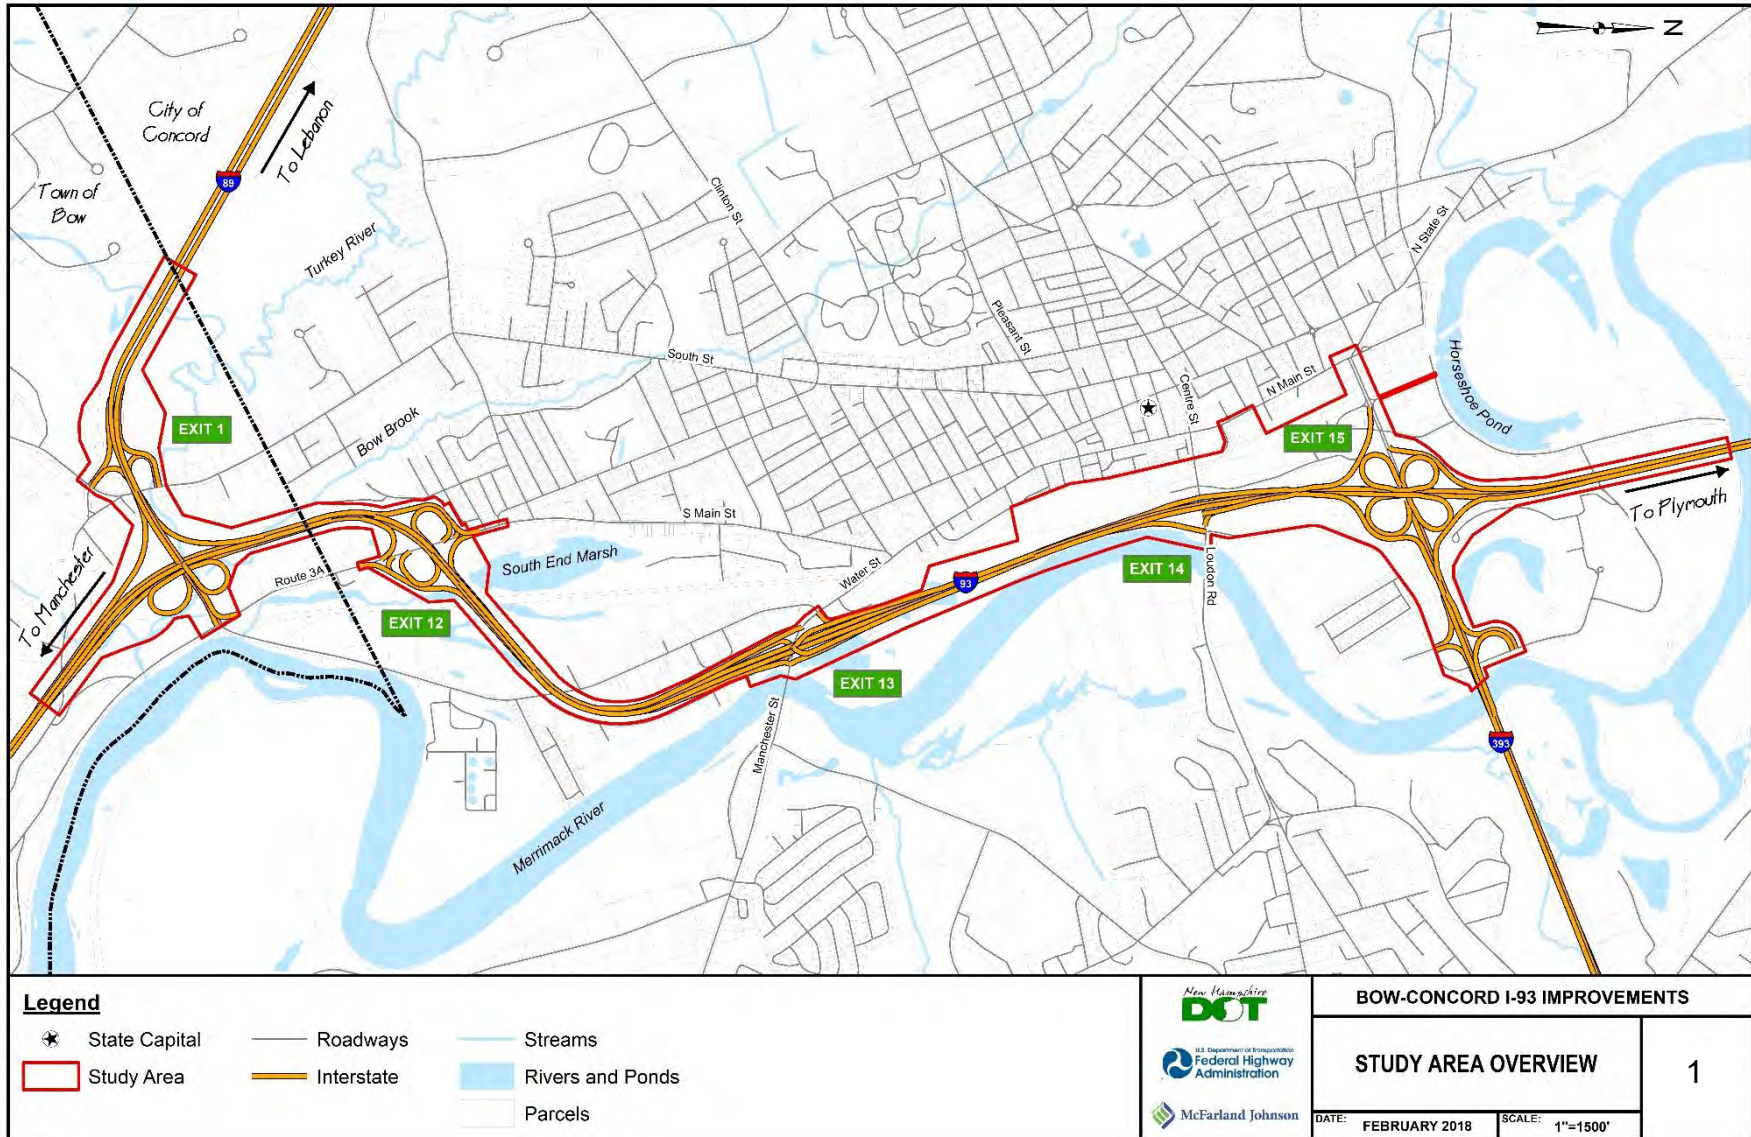 N
City of
Concord
To Lebanon
89
Town of
Bow
Turkey River
Clinton St
N State St
Pleasant St
South St
Horseshoe Pond
N Main St
Centre St
EXIT 1
Bow Brook
EXIT 15
To Plymouth
S Main St
South End Marsh
To Manchester
Route 3A
Water St
93
EXIT 14
Loudon Rd
EXIT 12
EXIT 13
Manchester St
393
Merrimack River
Legend
State Capital
Roadways
Streams
Study Area
Interstate
Rivers and Ponds
Parcels
New Hampshire
DOT
U.S. Department of Transportation
Federal Highway
Administration
McFarland Johnson
BOW-CONCORD I-93 IMPROVEMENTS
STUDY AREA OVERVIEW
1
DATE: FEBRUARY 2018
SCALE: 1"=1500'